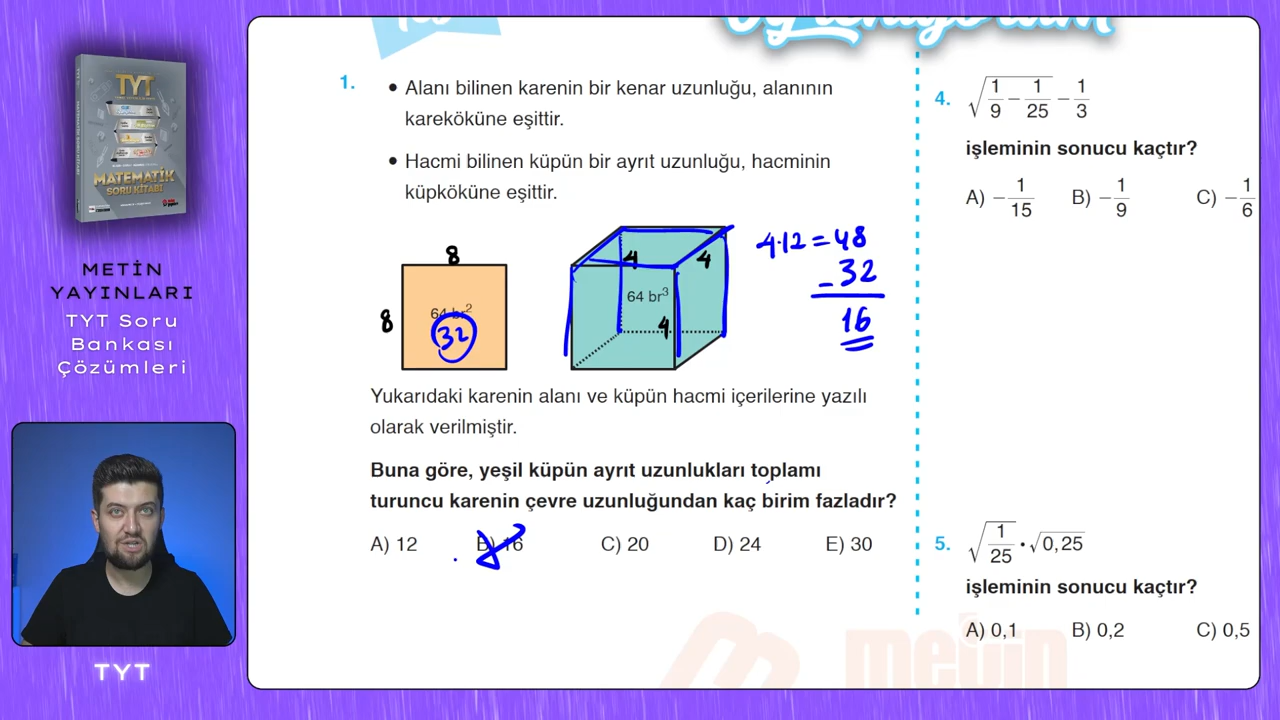 TYT
MATEMATİK
SORU KİTABI
METİN
YAYINLARI
TYT Soru
Bankası
Çözümleri
TYT
1.
• Alanı bilinen karenin bir kenar uzunluğu, alanının
kareköküne eşittir.
• Hacmi bilinen küpün bir ayrıt uzunluğu, hacminin
küpköküne eşittir.
8
8
64 br²
32
4
4
64 br³
4
4·12 = 48
- 32
16
Yukarıdaki karenin alanı ve küpün hacmi içerilerine yazılı
olarak verilmiştir.
Buna göre, yeşil küpün ayrıt uzunlukları toplamı
turuncu karenin çevre uzunluğundan kaç birim fazladır?
A) 12 B) 16 C) 20 D) 24 E) 30
4. √(1/9 − 1/25) − 1/3
işleminin sonucu kaçtır?
A) −1/15 B) −1/9 C) −1/6
5. √(1/25) • √0,25
işleminin sonucu kaçtır?
A) 0,1 B) 0,2 C) 0,5
metin